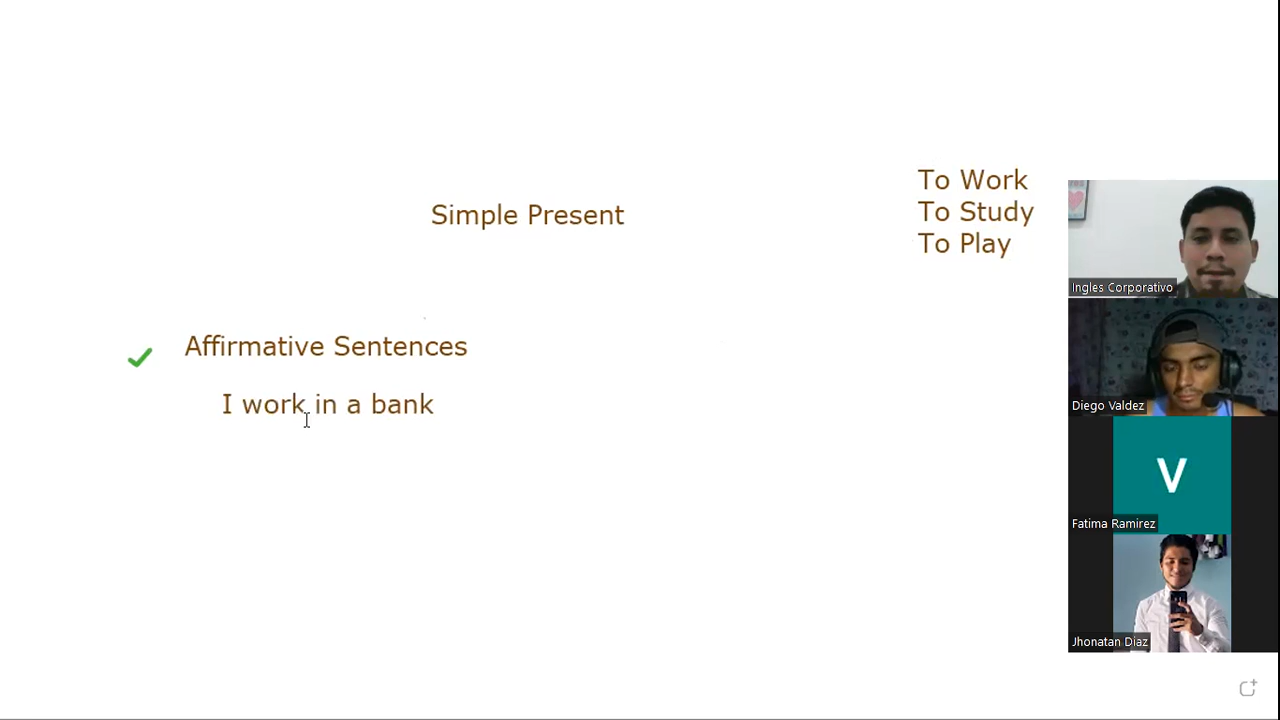 To Work
Simple Present
To Study
To Play
Ingles Corporativo
Affirmative Sentences
I work in a bank
Diego Valdez
V
Fatima Ramirez
Jhonatan Diaz